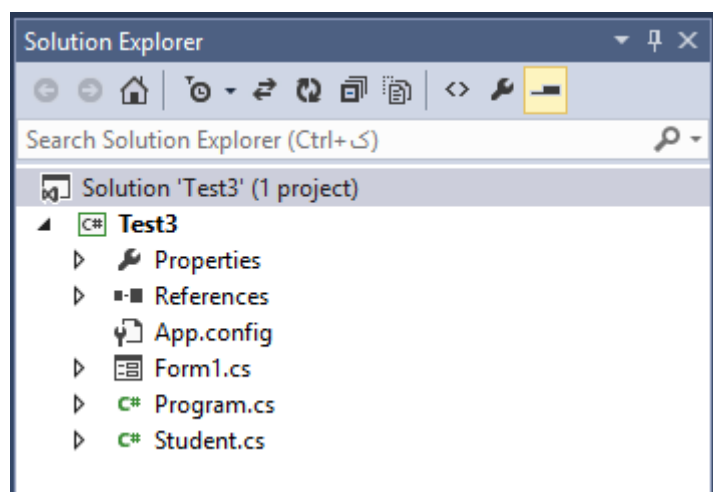 Solution Explorer
Search Solution Explorer (Ctrl+ک)
Solution 'Test3' (1 project)
C# Test3
Properties
References
App.config
Form1.cs
C# Program.cs
C# Student.cs